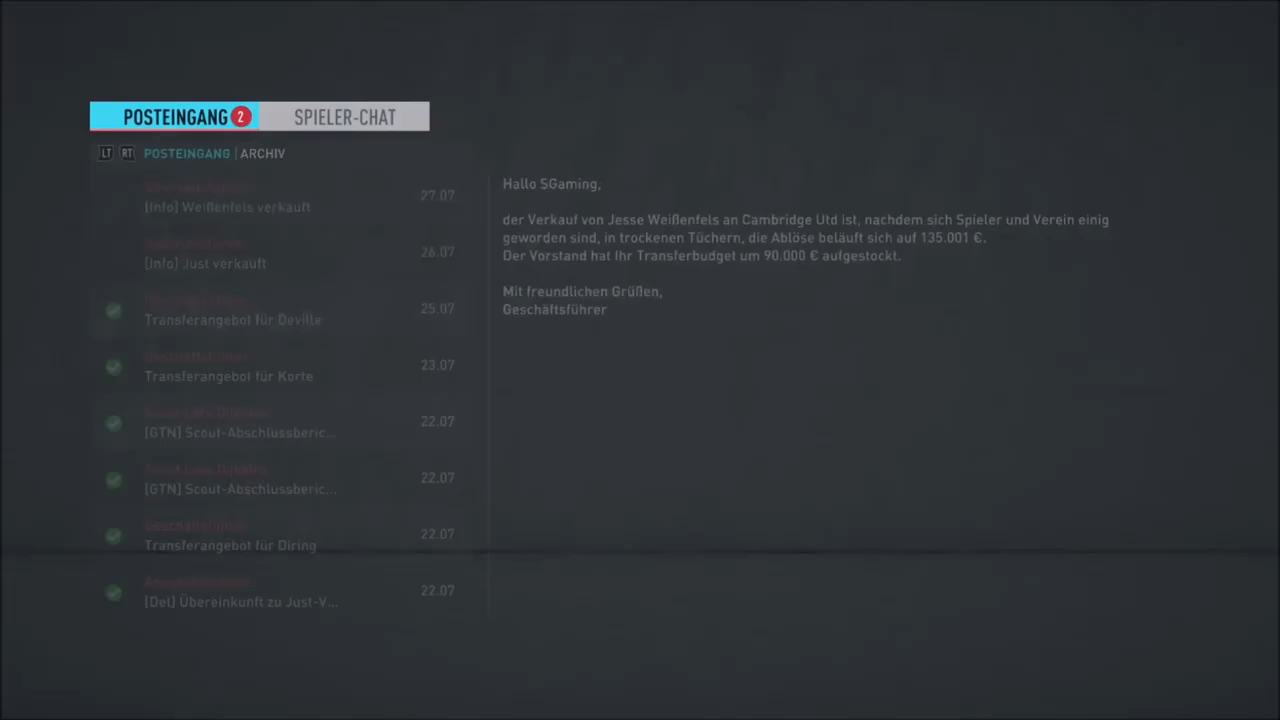 POSTEINGANG 2 SPIELER-CHAT
LT RT POSTEINGANG | ARCHIV
27.07
[Info] Weißenfels verkauft
26.07
[Info] Just verkauft
25.07
Transferangebot für Deville
Geschäftsführer
23.07
Transferangebot für Korte
22.07
[GTN] Scout-Abschlussberic...
22.07
[GTN] Scout-Abschlussberic...
Geschäftsführer
22.07
Transferangebot für Diring
22.07
[Det] Übereinkunft zu Just-V...
Hallo SGaming,
der Verkauf von Jesse Weißenfels an Cambridge Utd ist, nachdem sich Spieler und Verein einig
geworden sind, in trockenen Tüchern, die Ablöse beläuft sich auf 135.001 €.
Der Vorstand hat Ihr Transferbudget um 90.000 € aufgestockt.
Mit freundlichen Grüßen,
Geschäftsführer